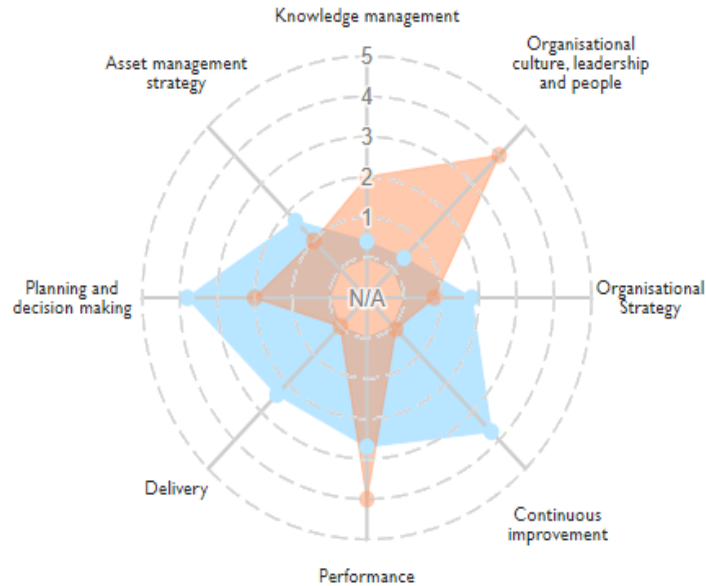 Knowledge management
Organisational
culture, leadership
and people
Asset management
strategy
5
4
3
2
1
N/A
Planning and
decision making
Organisational
Strategy
Delivery
Continuous
improvement
Performance